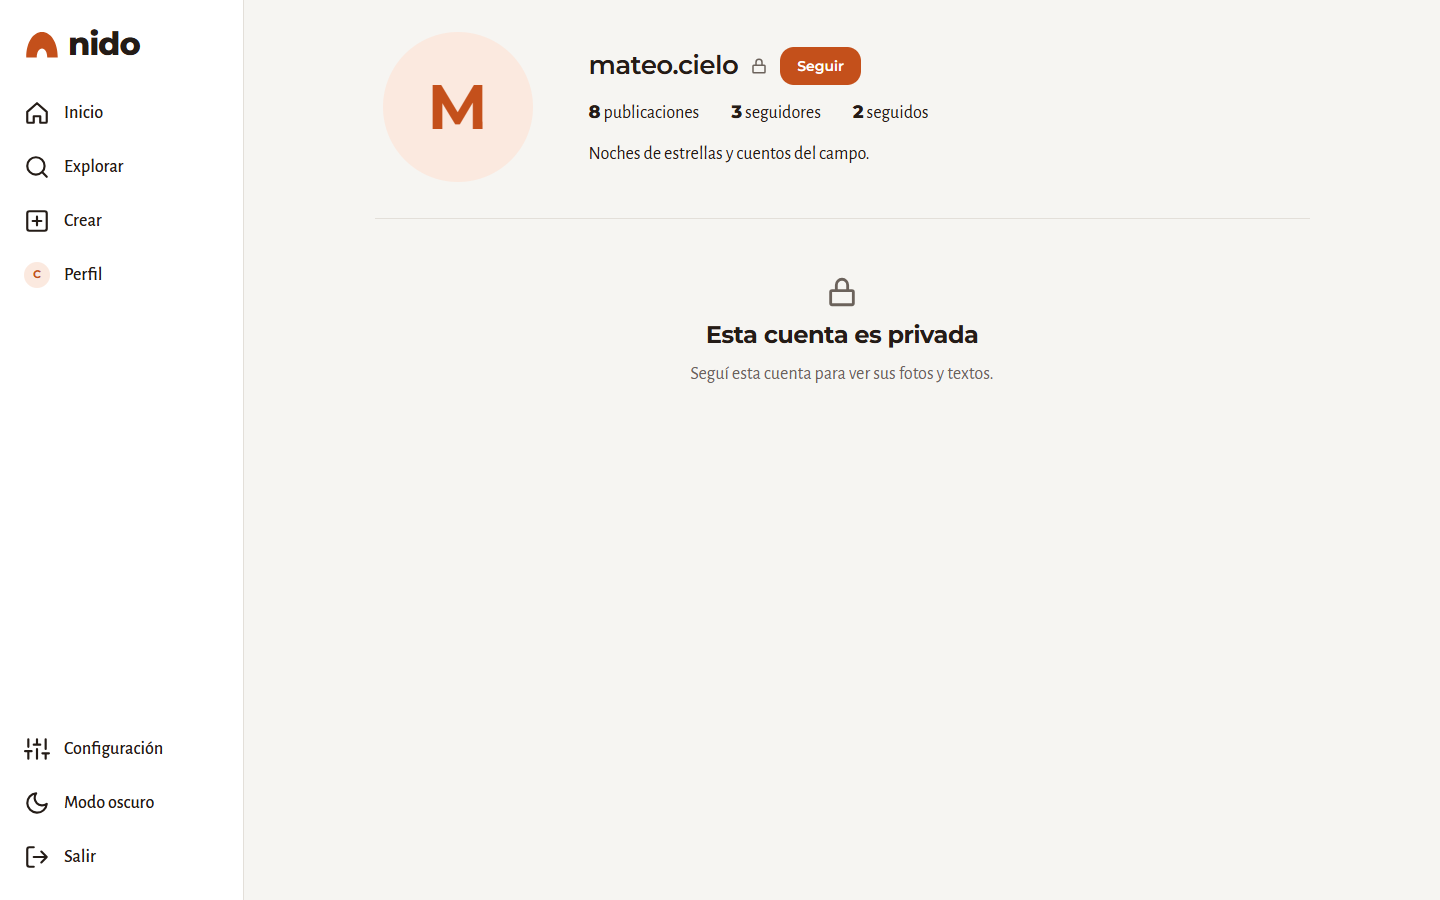 nido
Inicio
Explorar
Crear
C Perfil
Configuración
Modo oscuro
Salir
M
mateo.cielo Seguir
8 publicaciones 3 seguidores 2 seguidos
Noches de estrellas y cuentos del campo.
Esta cuenta es privada
Seguí esta cuenta para ver sus fotos y textos.